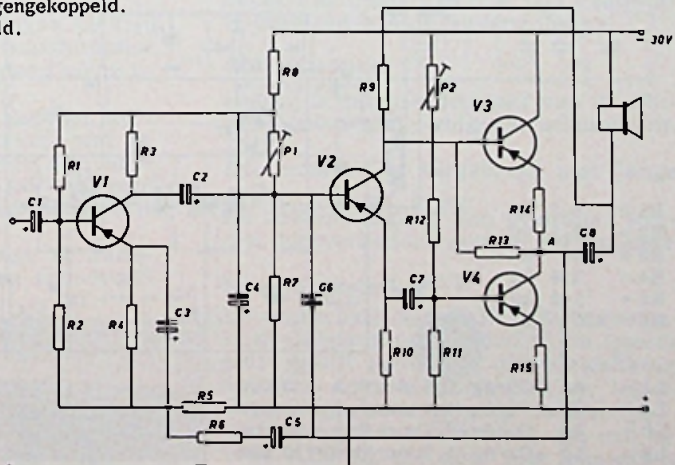 gengekoppeld.
ld.
- 30V
R8
R9
P2
V3
R3
P1
R1
V1
C2
V2
C1
R12
R14
R13
A
C8
C7
V4
R2
R4
C3
C4
R7
C6
R10
R11
R15
R5
+
R6
C5